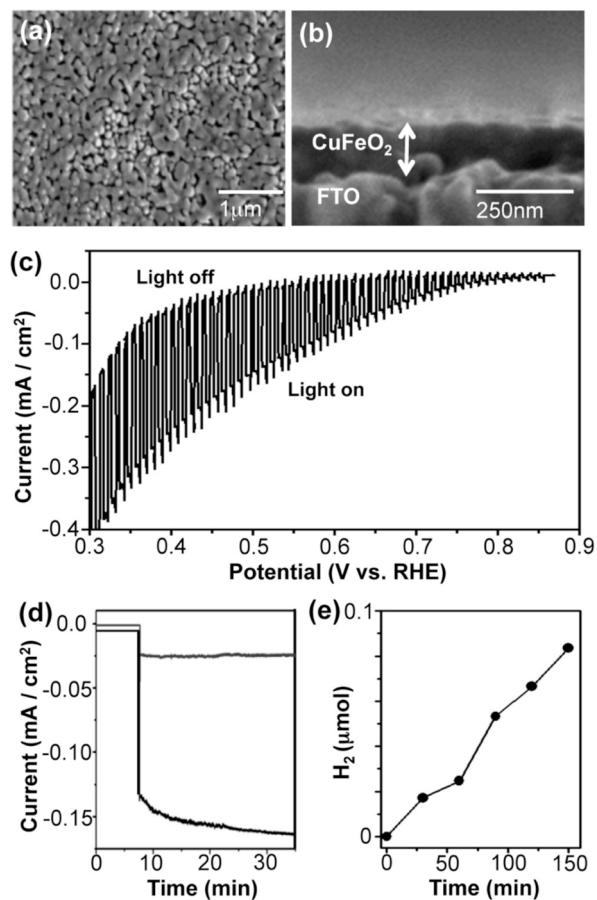 (a)
1μm
(b)
CuFeO₂
FTO
250nm
(c)
Light off
Light on
Current (mA / cm²)
0.0
-0.1
-0.2
-0.3
-0.4
0.3 0.4 0.5 0.6 0.7 0.8 0.9
Potential (V vs. RHE)
(d)
Current (mA / cm²)
0.00
-0.05
-0.10
-0.15
0 10 20 30
Time (min)
(e)
H₂ (μmol)
0.1
0
0 50 100 150
Time (min)